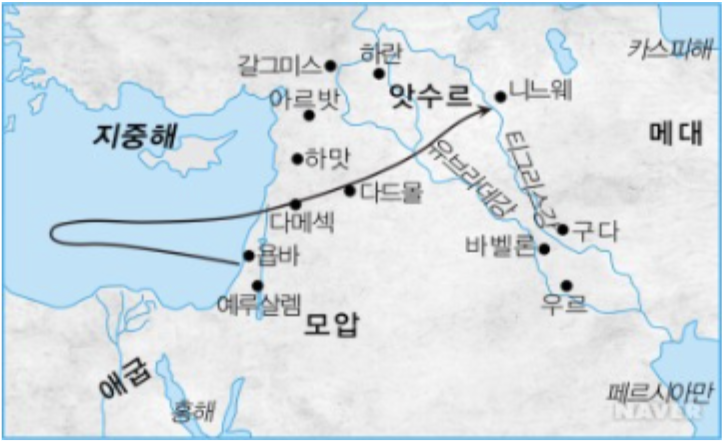 카스피해
하란
갈그미스
니느웨
앗수르
아르밧
메대
지중해
하맛
유브라데강
티그리스강
다드몰
다메섹
구다
바벨론
욥바
예루살렘
우르
모압
애굽
홍해
페르시아만
NAVER